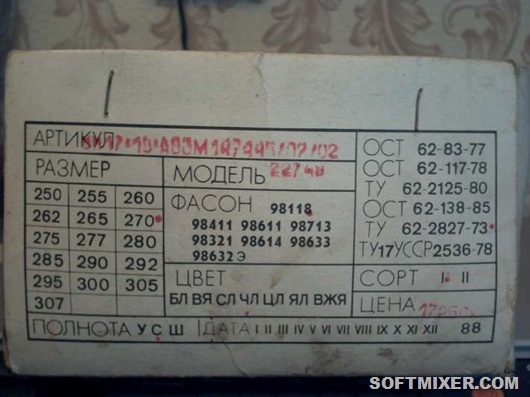 АРТИКУЛ
РАЗМЕР
250 255 260
262 265 270
275 277 280
285 290 292
295 300 305
307
МОДЕЛЬ
ФАСОН 98118
98411 98611 98713
98321 98614 98633
98632 Э
ЦВЕТ
БЛ ВЯ СЛ ЧЛ ЦЛ ЯЛ ВЖЯ
ОСТ 62-83-77
ОСТ 62-117-78
ТУ 62-2125-80
ОСТ 62-138-85
ТУ 62-2827-73
ТУ17УССР2536-78
СОРТ I II
ЦЕНА
ПОЛНОТА У С Ш ДАТА I II III IV V VI VII VIII IX X XI XII 88
SOFTMIXER.COM